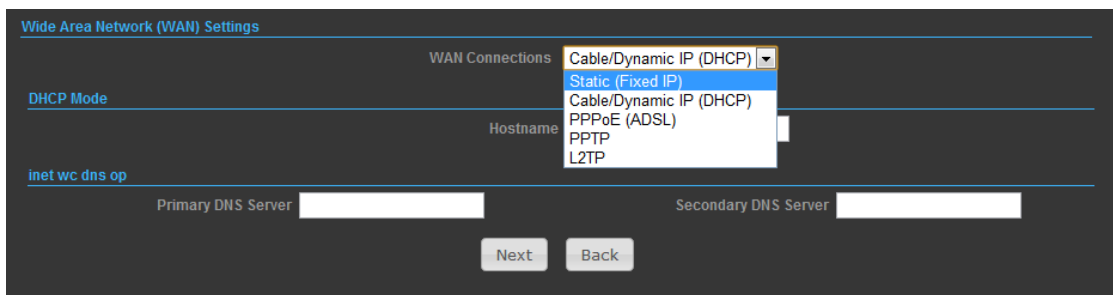 Wide Area Network (WAN) Settings
WAN Connections Cable/Dynamic IP (DHCP)
Static (Fixed IP)
Cable/Dynamic IP (DHCP)
PPPoE (ADSL)
PPTP
L2TP
DHCP Mode
Hostname
inet wc dns op
Primary DNS Server Secondary DNS Server
Next Back